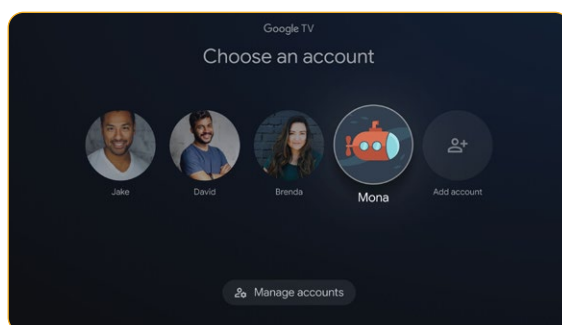 Google TV
Choose an account
Jake
David
Brenda
Mona
Add account
Manage accounts